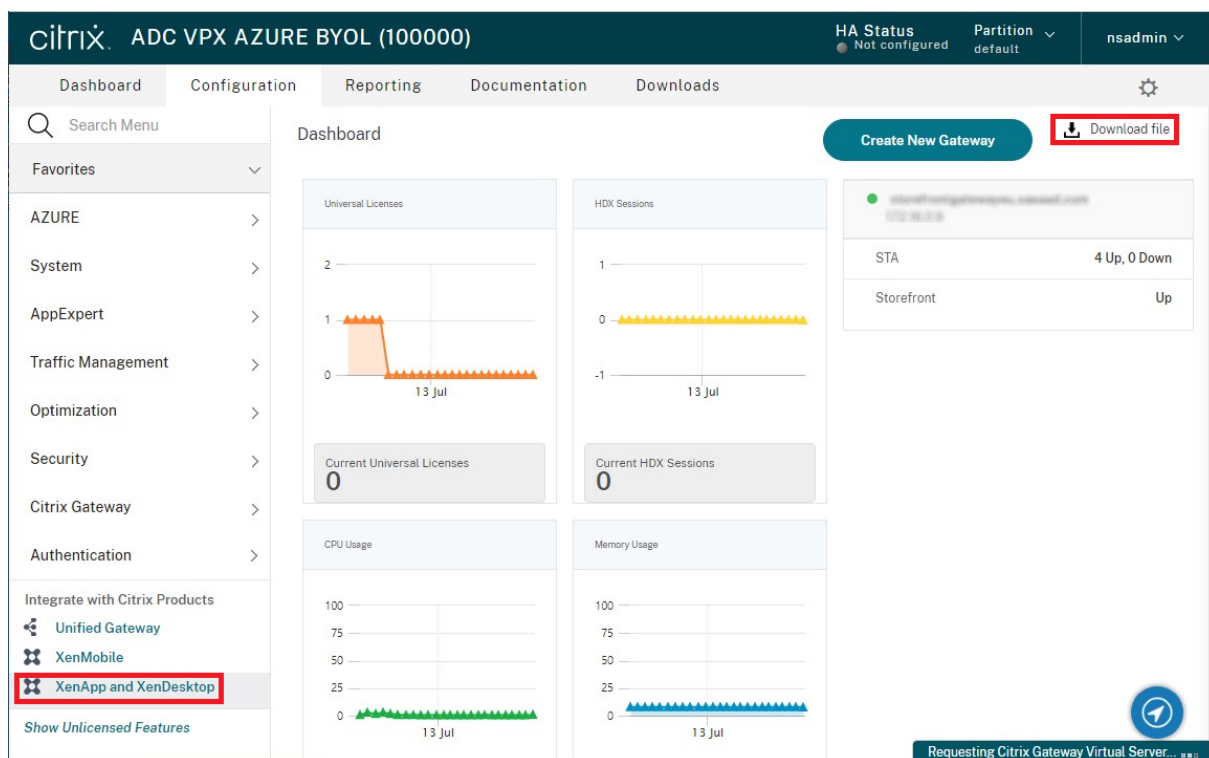 citrix. ADC VPX AZURE BYOL (100000)
HA Status
Not configured
Partition
default
nsadmin
Dashboard Configuration Reporting Documentation Downloads
Search Menu
Favorites
AZURE
System
AppExpert
Traffic Management
Optimization
Security
Citrix Gateway
Authentication
Integrate with Citrix Products
Unified Gateway
XenMobile
XenApp and XenDesktop
Show Unlicensed Features
Dashboard
Create New Gateway
Download file
Universal Licenses
2
1
0
13 Jul
Current Universal Licenses
0
HDX Sessions
1
0
-1
13 Jul
Current HDX Sessions
0
STA 4 Up, 0 Down
Storefront Up
CPU Usage
100
75
50
25
0
13 Jul
Memory Usage
100
75
50
25
0
13 Jul
Requesting Citrix Gateway Virtual Server...